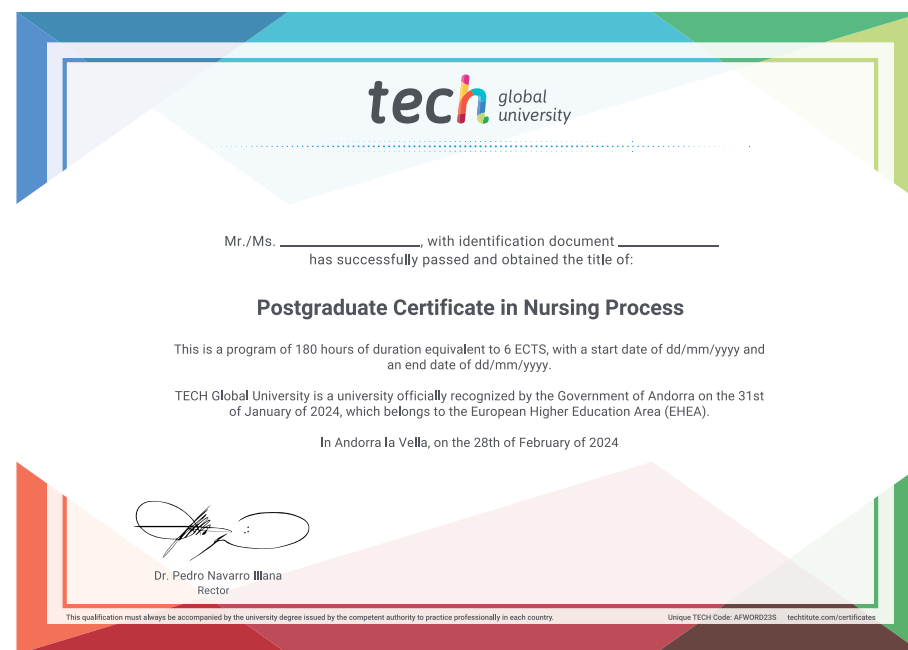 tech global university
Mr./Ms. ____________________, with identification document ______________
has successfully passed and obtained the title of:
Postgraduate Certificate in Nursing Process
This is a program of 180 hours of duration equivalent to 6 ECTS, with a start date of dd/mm/yyyy and
an end date of dd/mm/yyyy.
TECH Global University is a university officially recognized by the Government of Andorra on the 31st
of January of 2024, which belongs to the European Higher Education Area (EHEA).
In Andorra la Vella, on the 28th of February of 2024
Dr. Pedro Navarro Illana
Rector
This qualification must always be accompanied by the university degree issued by the competent authority to practice professionally in each country. Unique TECH Code: AFWORD23S techtitute.com/certificates